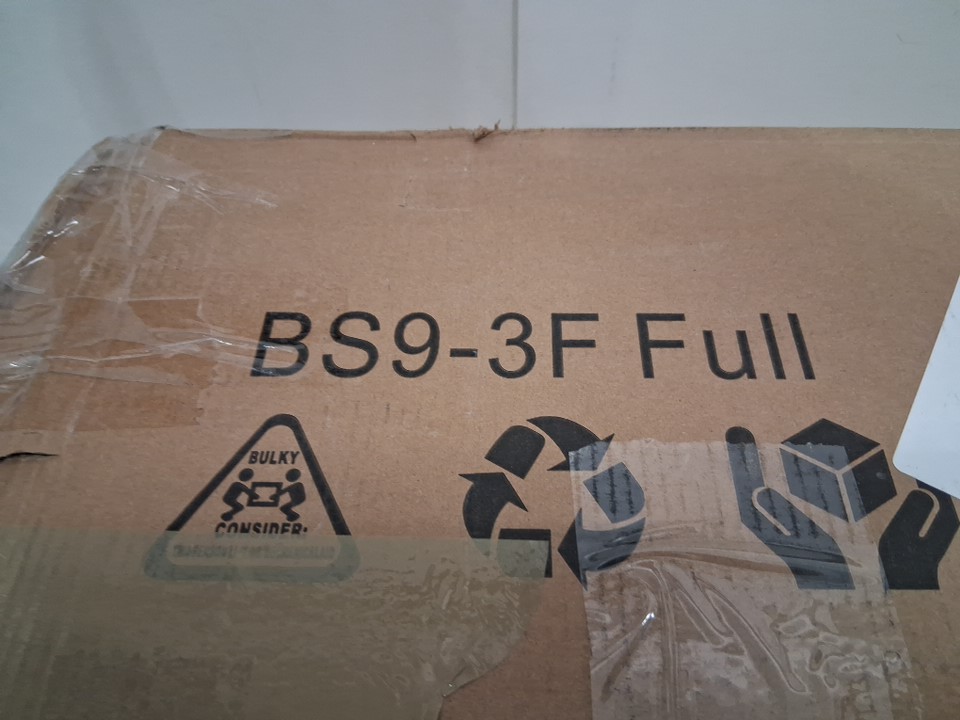 BS9-3F Full
BULKY
CONSIDER: